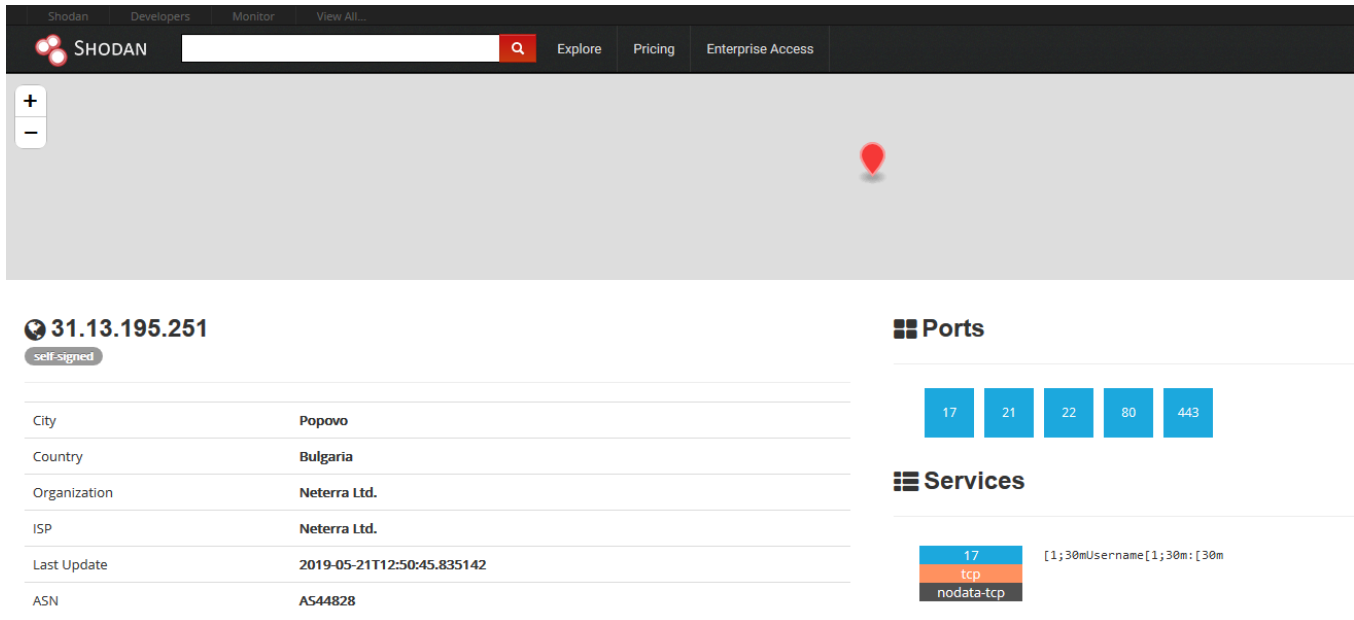 Shodan Developers Monitor View All...
SHODAN Explore Pricing Enterprise Access
+
−
31.13.195.251
self-signed
City Popovo
Country Bulgaria
Organization Neterra Ltd.
ISP Neterra Ltd.
Last Update 2019-05-21T12:50:45.835142
ASN AS44828
Ports
17 21 22 80 443
Services
17
tcp
nodata-tcp
[1;30mUsername[1;30m:[30m